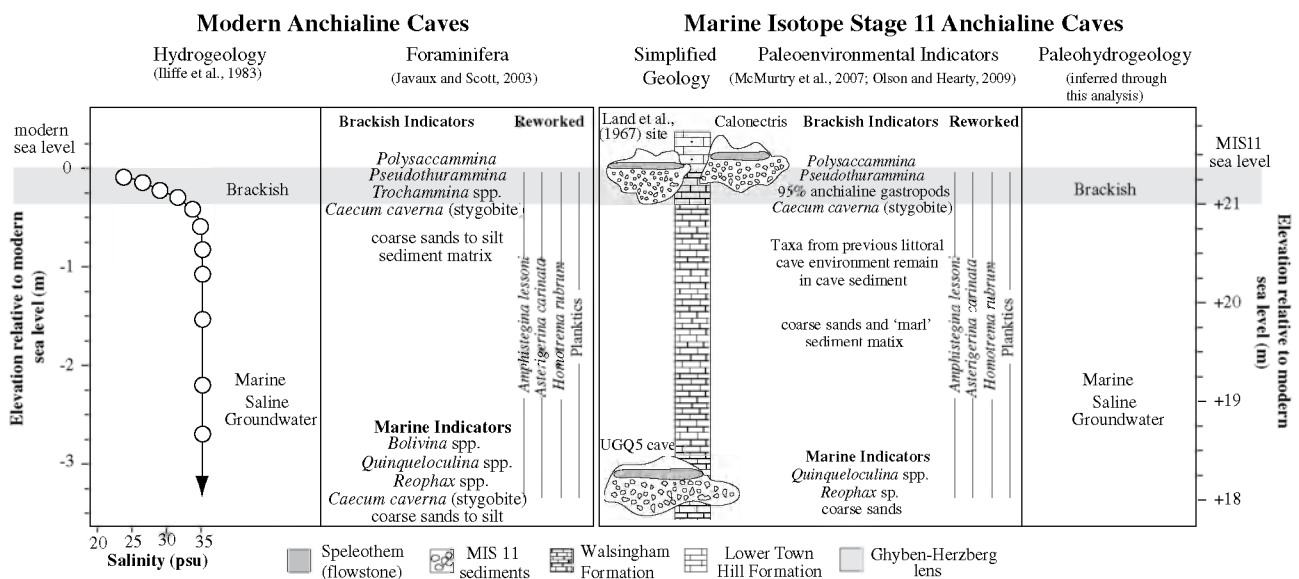 Modern Anchialine Caves
Hydrogeology
(Iliffe et al., 1983)
Foraminifera
(Javaux and Scott, 2003)
Marine Isotope Stage 11 Anchialine Caves
Simplified
Geology
Paleoenvironmental Indicators
(McMurtry et al., 2007; Olson and Hearty, 2009)
Paleohydrogeology
(inferred through
this analysis)
modern
sea level
0
-1
-2
-3
Elevation relative to modern
sea level (m)
Brackish
Marine
Saline
Groundwater
20 25 30 35
Salinity (psu)
Brackish Indicators
Reworked
Polysaccammina
Pseudothurammina
Trochammina spp.
Caecum caverna (stygobite)
coarse sands to silt
sediment matrix
Amphistegina lessoni
Asterigerina carinata
Homotrema rubrum
Planktics
Marine Indicators
Bolivina spp.
Quinqueloculina spp.
Reophax spp.
Caecum caverna (stygobite)
coarse sands to silt
Land et al.,
(1967) site
Calonectris
UGQ5 cave
Brackish Indicators
Reworked
Polysaccammina
Pseudothurammina
95% anchialine gastropods
Caecum caverna (stygobite)
Taxa from previous littoral
cave environment remain
in cave sediment
coarse sands and ‘marl’
sediment matix
Amphistegina lessoni
Asterigerina carinata
Homotrema rubrum
Planktics
Marine Indicators
Quinqueloculina spp.
Reophax sp.
coarse sands
Brackish
Marine
Saline
Groundwater
MIS11
sea level
+21
+20
+19
+18
Elevation relative to modern
sea level (m)
Speleothem
(flowstone)
MIS 11
sediments
Walsingham
Formation
Lower Town
Hill Formation
Ghyben-Herzberg
lens